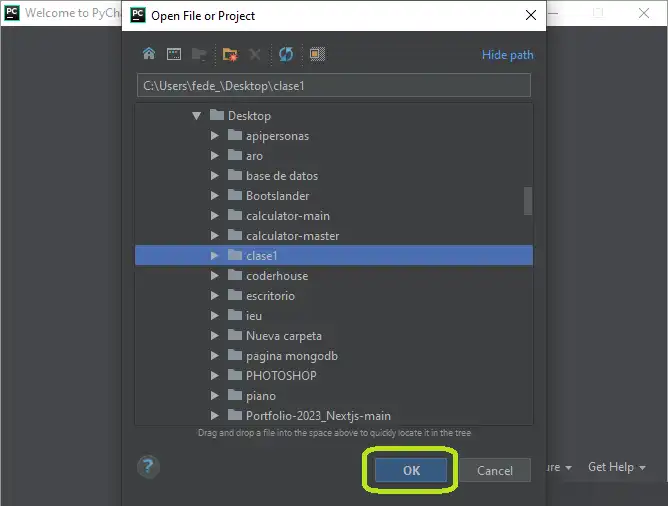 PC Welcome to PyCha
PC Open File or Project
Hide path
C:\Users\fede_\Desktop\clase1
Desktop
apipersonas
aro
base de datos
Bootslander
calculator-main
calculator-master
clase1
coderhouse
escritorio
ieu
Nueva carpeta
pagina mongodb
PHOTOSHOP
piano
Portfolio-2023_Nextjs-main
Drag and drop a file into the space above to quickly locate it in the tree
? OK Cancel ure Get Help